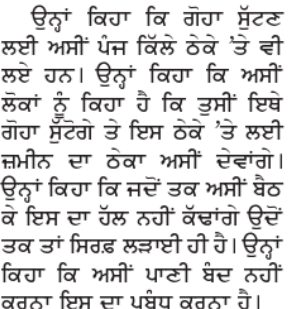 ਉਨ੍ਹਾਂ ਕਿਹਾ ਕਿ ਗੋਹਾ ਸੁੱਟਣ
ਲਈ ਅਸੀਂ ਪੰਜ ਕਿੱਲੇ ਠੇਕੇ 'ਤੇ ਵੀ
ਲਏ ਹਨ। ਉਨ੍ਹਾਂ ਕਿਹਾ ਕਿ ਅਸੀਂ
ਲੋਕਾਂ ਨੂੰ ਕਿਹਾ ਹੈ ਕਿ ਤੁਸੀਂ ਇਥੇ
ਗੋਹਾ ਸੁੱਟੋਗੇ ਤੇ ਇਸ ਠੇਕੇ 'ਤੇ ਲਈ
ਜ਼ਮੀਨ ਦਾ ਠੇਕਾ ਅਸੀਂ ਦੇਵਾਂਗੇ।
ਉਨ੍ਹਾਂ ਕਿਹਾ ਕਿ ਜਦੋਂ ਤਕ ਅਸੀਂ ਬੈਠ
ਕੇ ਇਸ ਦਾ ਹੱਲ ਨਹੀਂ ਕੱਢਾਂਗੇ ਉਦੋਂ
ਤਕ ਤਾਂ ਸਿਰਫ਼ ਲੜਾਈ ਹੀ ਹੈ। ਉਨ੍ਹਾਂ
ਕਿਹਾ ਕਿ ਅਸੀਂ ਪਾਣੀ ਬੰਦ ਨਹੀਂ
ਕਰਨਾ ਇਸ ਦਾ ਪ੍ਰਬੰਧ ਕਰਨਾ ਹੈ।